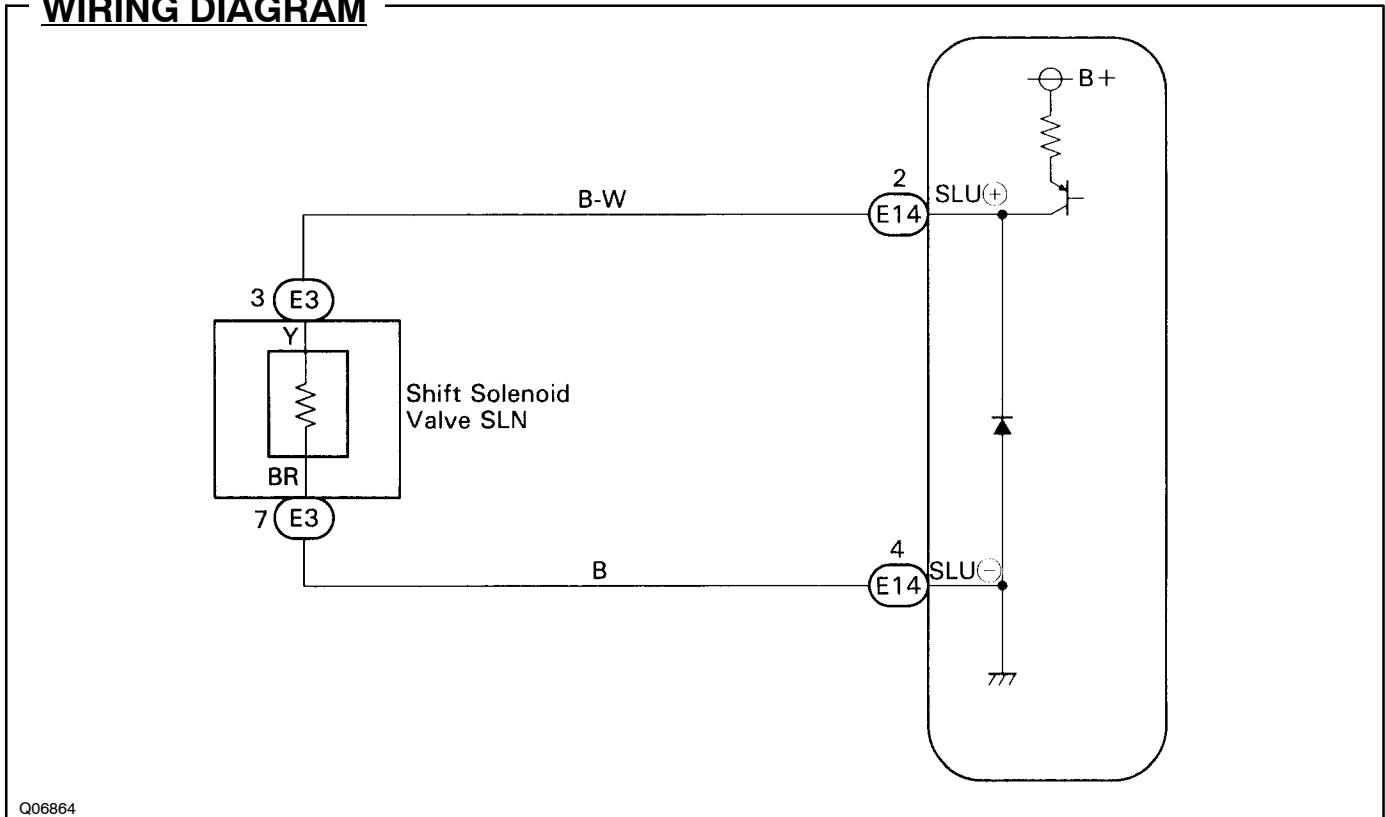 WIRING DIAGRAM
B+
2
B-W
SLU⊕
E14
3
E3
Y
Shift Solenoid
Valve SLN
BR
7
E3
4
B
SLU⊖
E14
Q06864